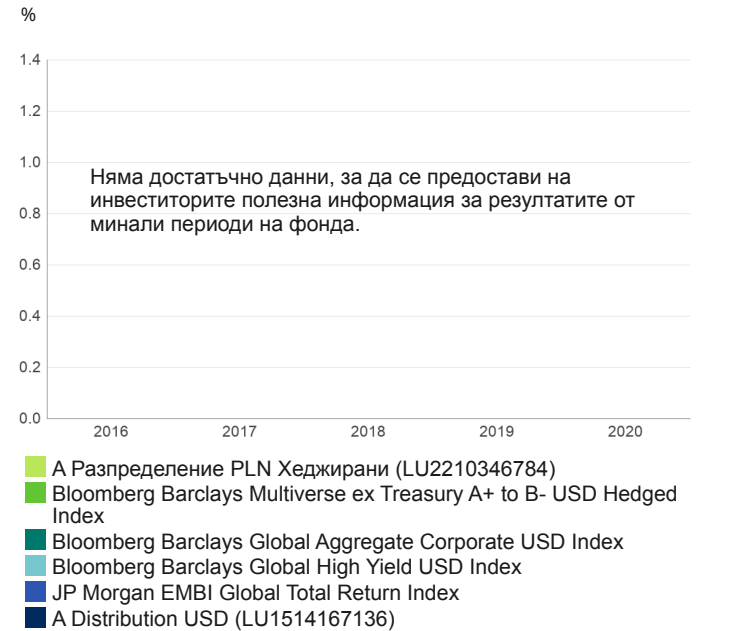 %
1.4
1.2
1.0
Няма достатъчно данни, за да се предостави на
инвеститорите полезна информация за резултатите от
0.8
минали периоди на фонда.
0.6
0.4
0.2
0.0
2016 2017 2018 2019 2020
А Разпределение PLN Хеджирани (LU2210346784)
Bloomberg Barclays Multiverse ex Treasury A+ to B- USD Hedged
Index
Bloomberg Barclays Global Aggregate Corporate USD Index
Bloomberg Barclays Global High Yield USD Index
JP Morgan EMBI Global Total Return Index
A Distribution USD (LU1514167136)